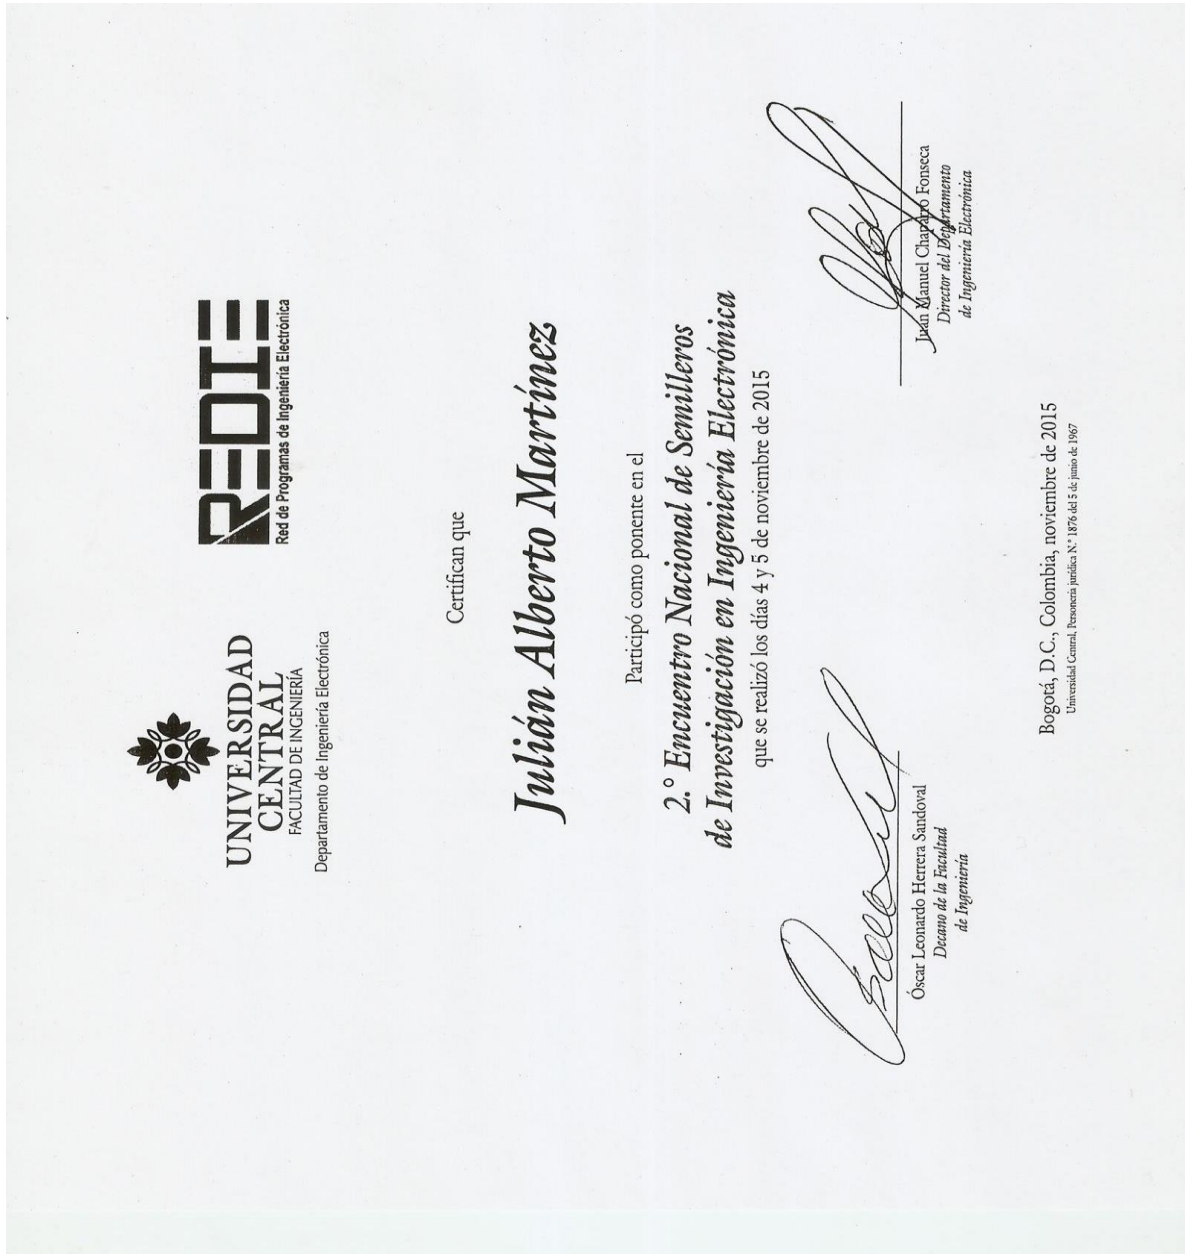 UNIVERSIDAD
CENTRAL
FACULTAD DE INGENIERÍA
Departamento de Ingeniería Electrónica
REDIE
Red de Programas de Ingeniería Electrónica
Certifican que
Julián Alberto Martínez
Participó como ponente en el
2.° Encuentro Nacional de Semilleros
de Investigación en Ingeniería Electrónica
que se realizó los días 4 y 5 de noviembre de 2015
Óscar Leonardo Herrera Sandoval
Decano de la Facultad
de Ingeniería
Juan Manuel Chaparro Fonseca
Director del Departamento
de Ingeniería Electrónica
Bogotá, D.C., Colombia, noviembre de 2015
Universidad Central, Personería jurídica N.° 1876 del 5 de junio de 1967